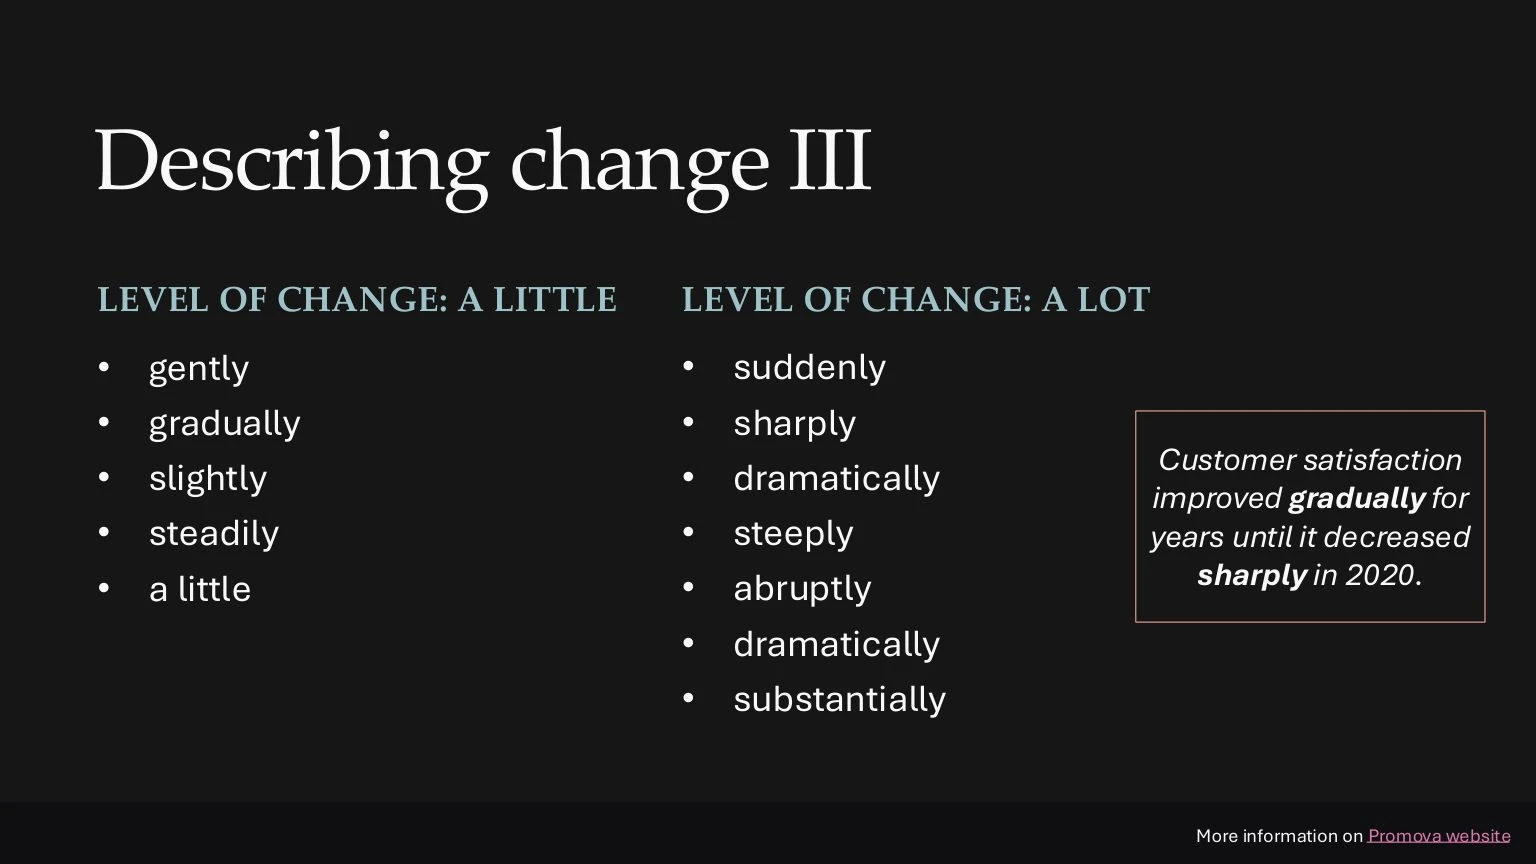 Describing change III
LEVEL OF CHANGE: A LITTLE
• gently
• gradually
• slightly
• steadily
• a little
LEVEL OF CHANGE: A LOT
• suddenly
• sharply
• dramatically
• steeply
• abruptly
• dramatically
• substantially
Customer satisfaction
improved gradually for
years until it decreased
sharply in 2020.
More information on Promova website